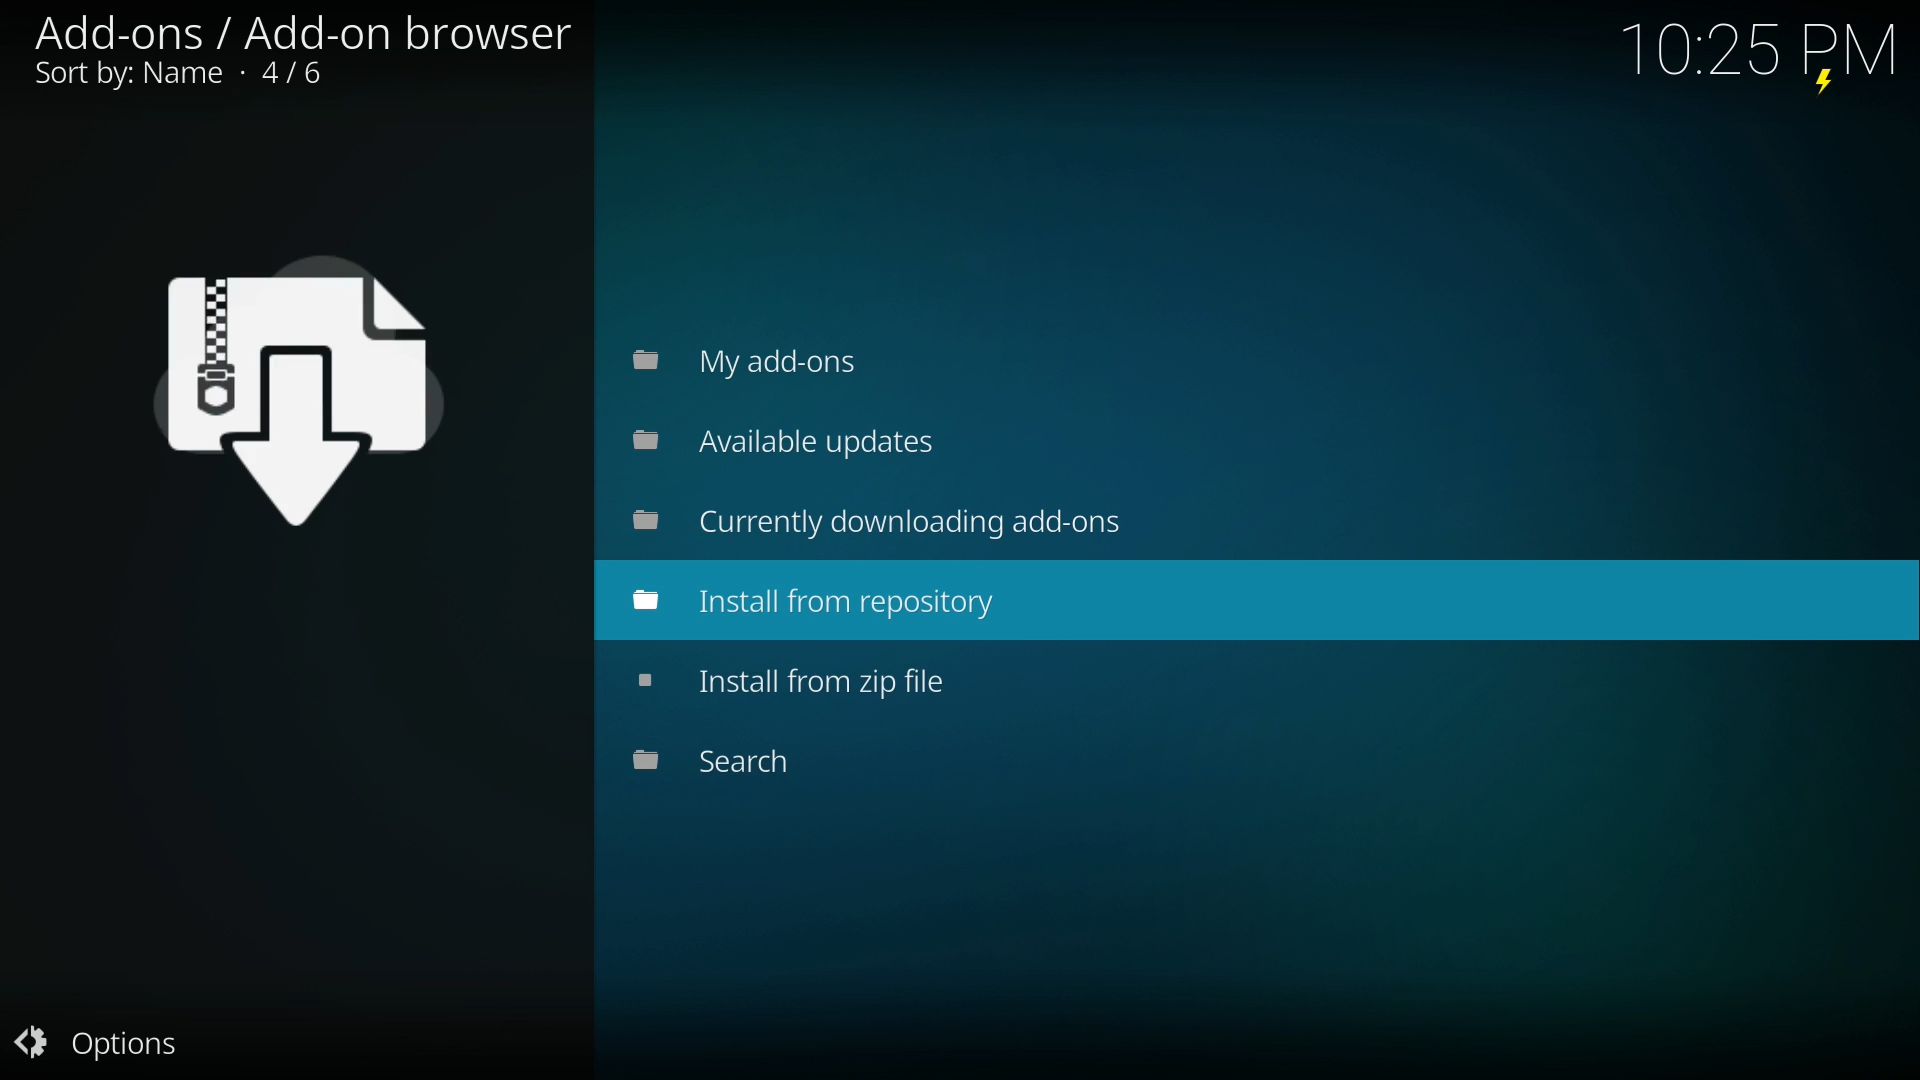 Add-ons / Add-on browser
Sort by: Name · 4 / 6
10:25 PM
My add-ons
Available updates
Currently downloading add-ons
Install from repository
Install from zip file
Search
Options